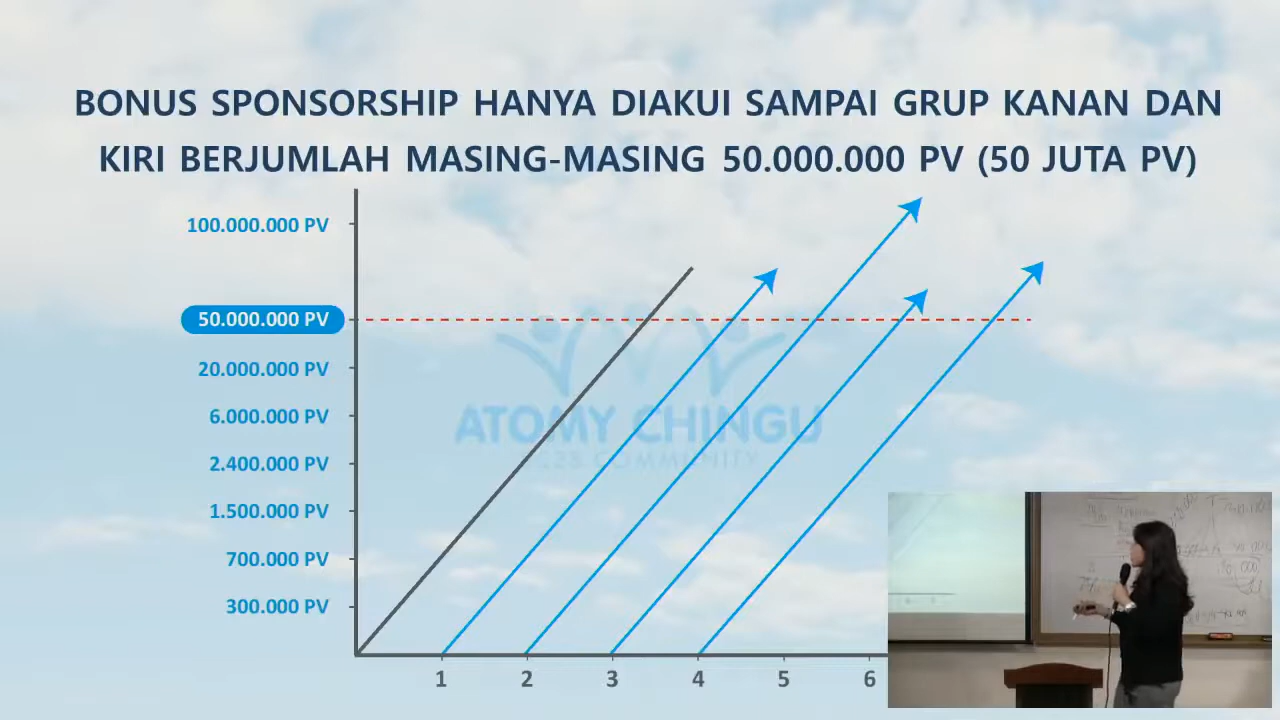 BONUS SPONSORSHIP HANYA DIAKUI SAMPAI GRUP KANAN DAN
KIRI BERJUMLAH MASING-MASING 50.000.000 PV (50 JUTA PV)
100.000.000 PV
50.000.000 PV
20.000.000 PV
6.000.000 PV
2.400.000 PV
1.500.000 PV
700.000 PV
300.000 PV
ATOMY CHINGU
COMMUNITY
1 2 3 4 5 6